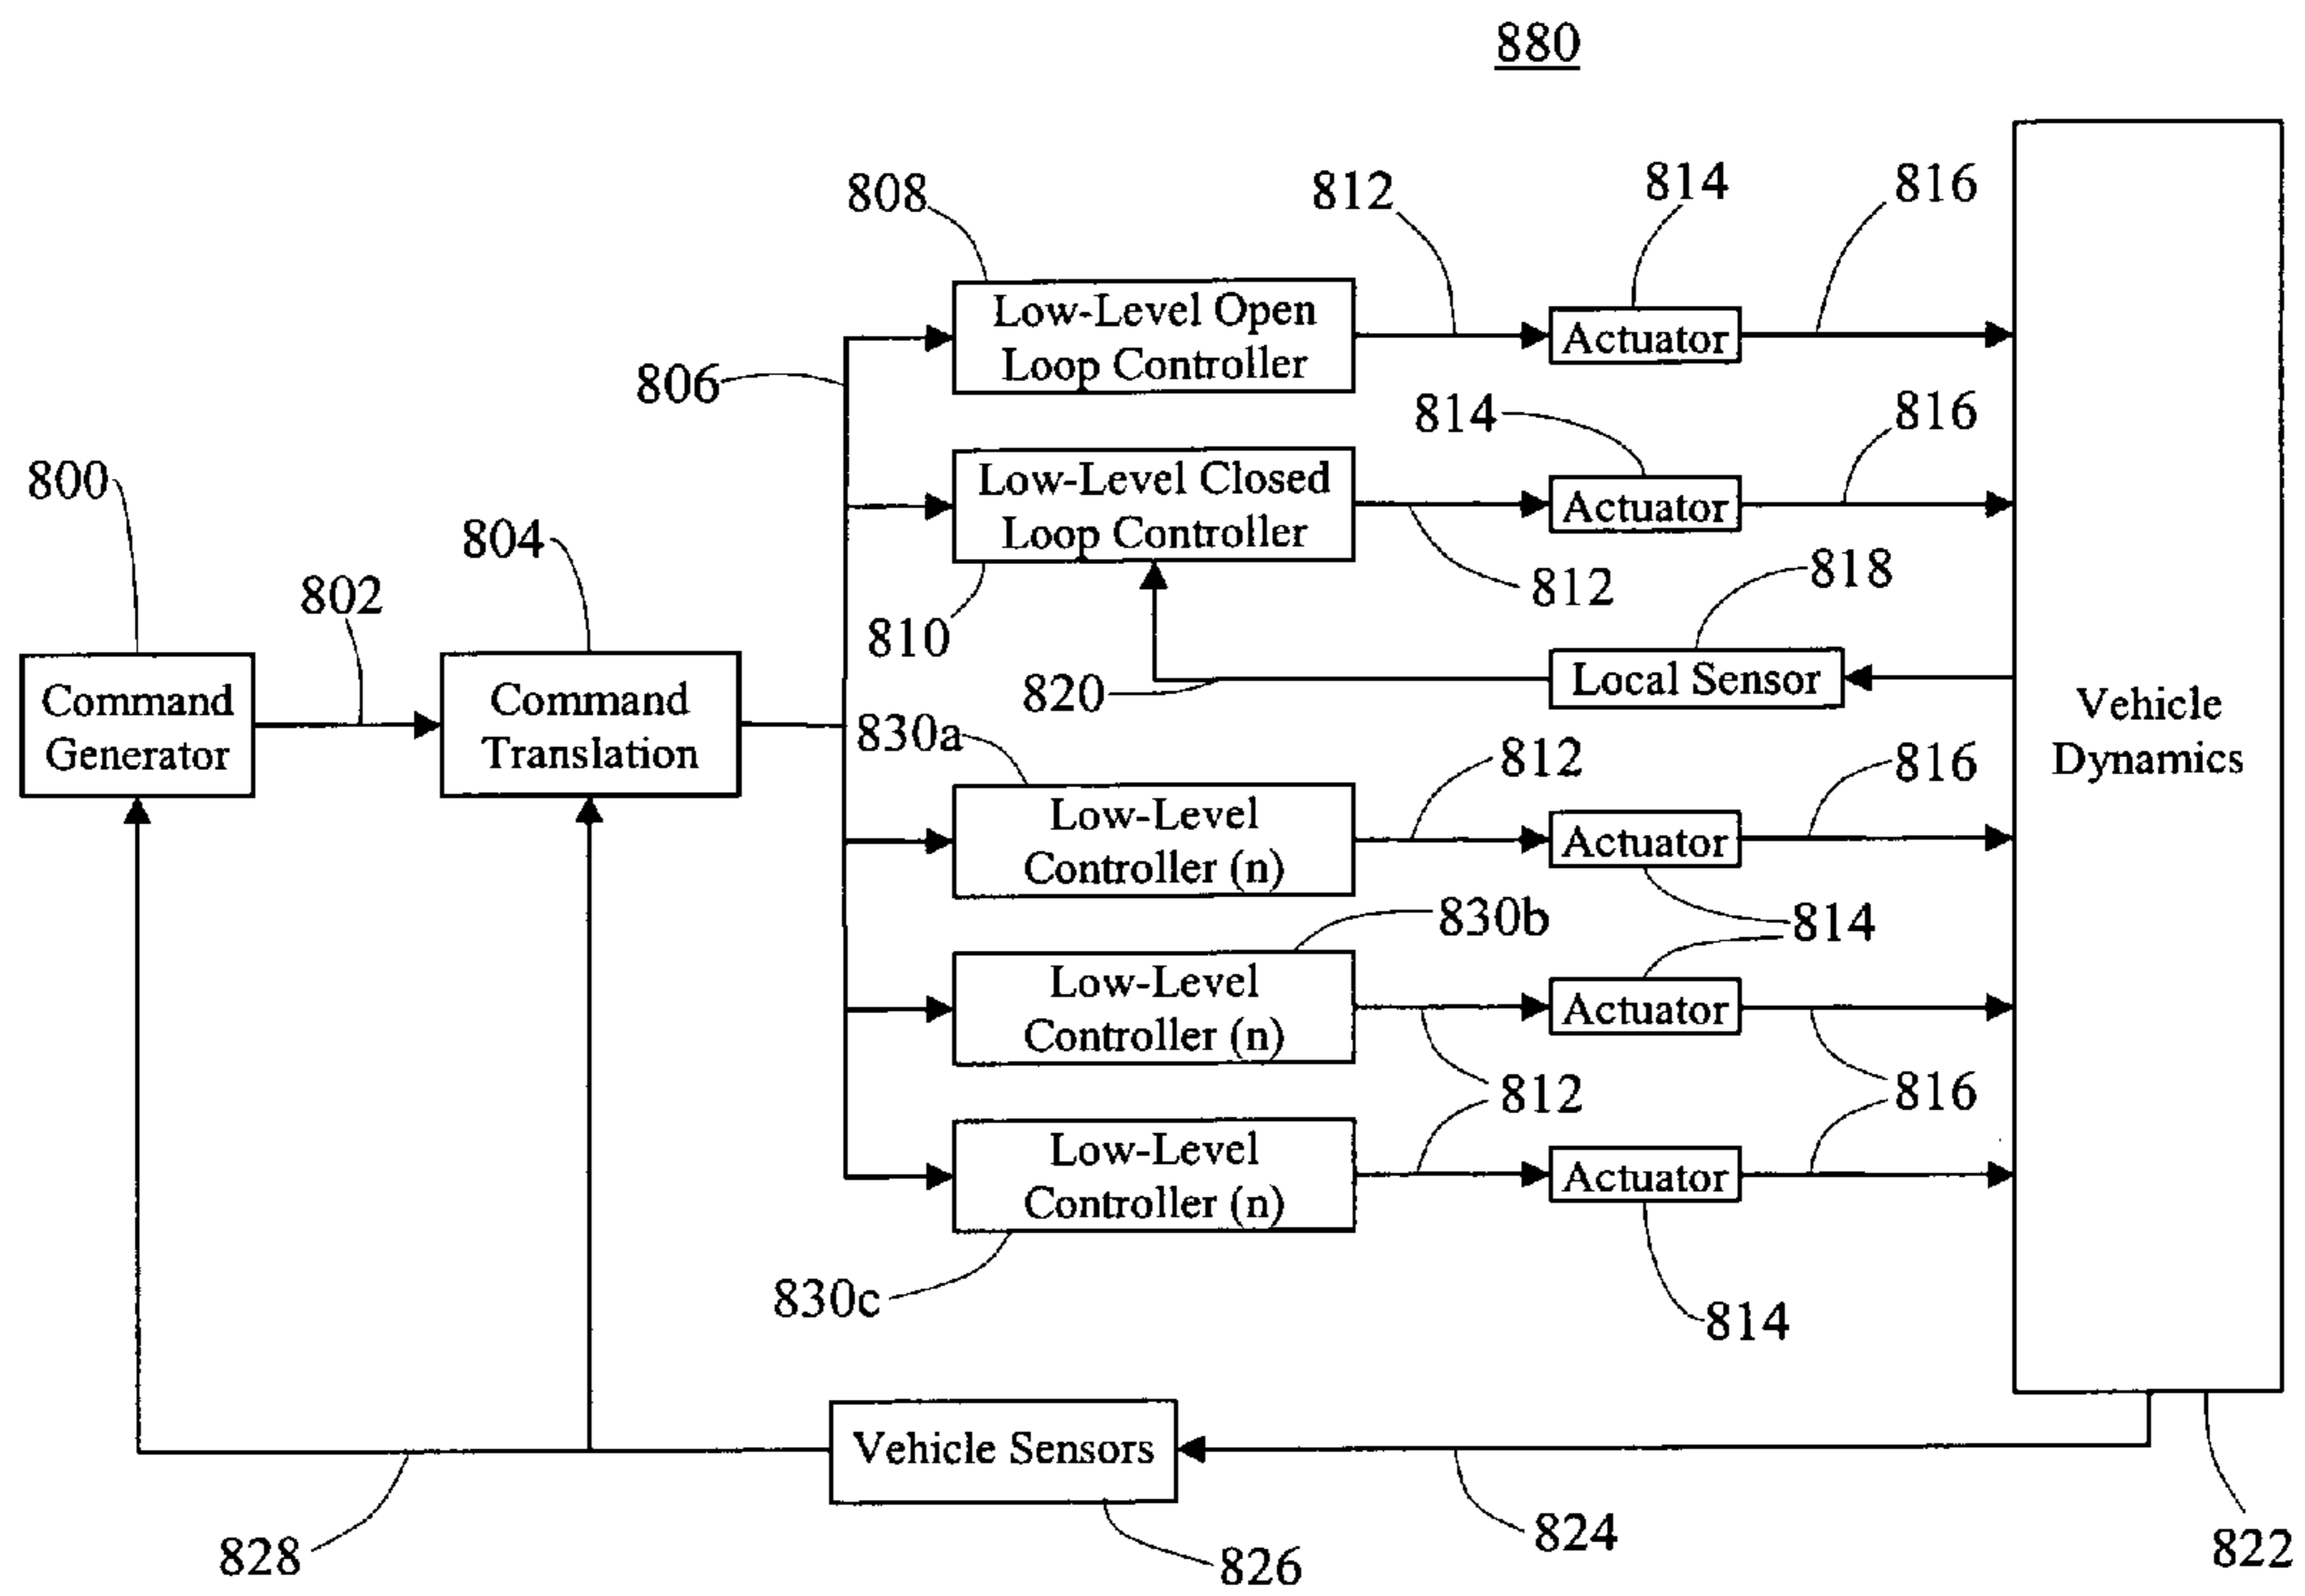 880
808
812
814
816
Low-Level Open
Loop Controller
Actuator
806
814
816
800
Low-Level Closed
Loop Controller
Actuator
804
802
818
812
810
Command
Generator
Command
Translation
820
Local Sensor
Vehicle
Dynamics
830a
812
816
Low-Level
Controller (n)
Actuator
830b
814
Low-Level
Controller (n)
Actuator
812
816
Low-Level
Controller (n)
Actuator
830c
814
Vehicle Sensors
828
826
824
822